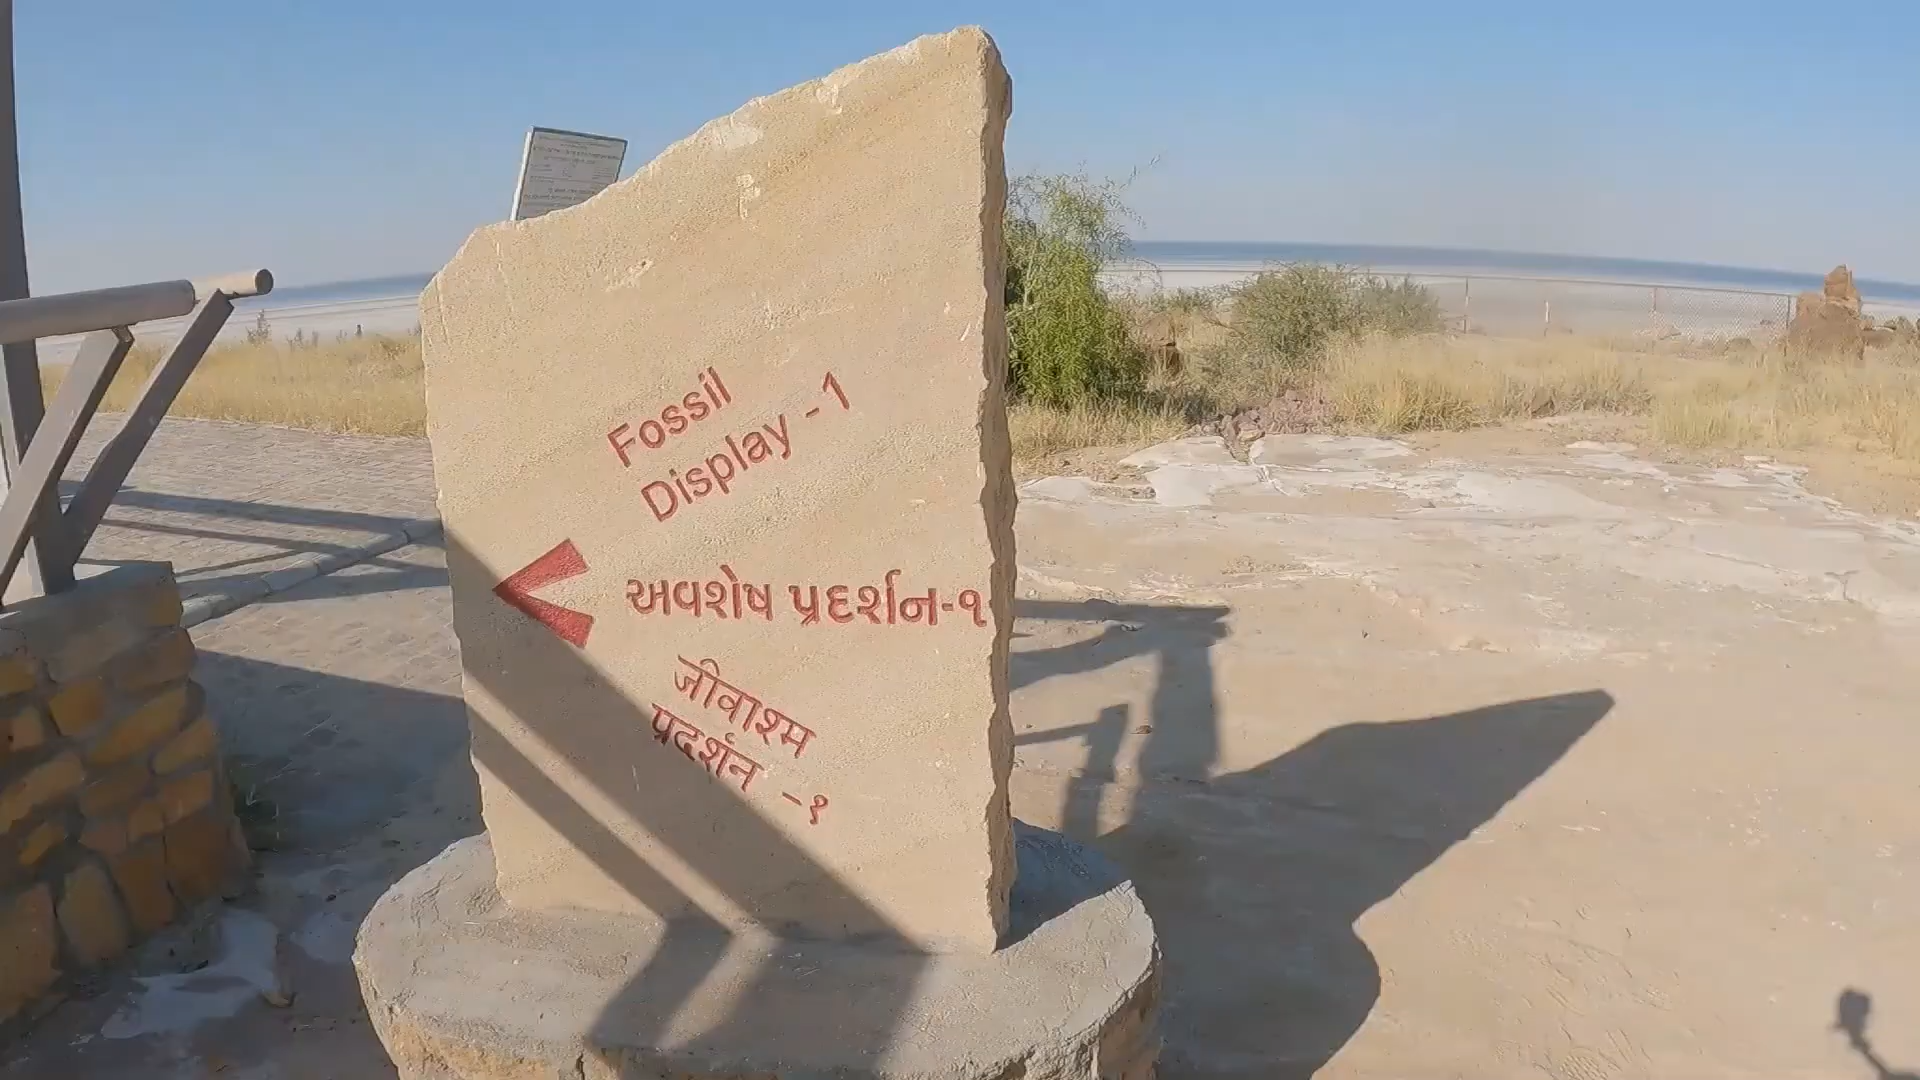 Fossil
Display - 1
અવશેષ પ્રદર્શન-૧
जीवाश्म
प्रदर्शन -१